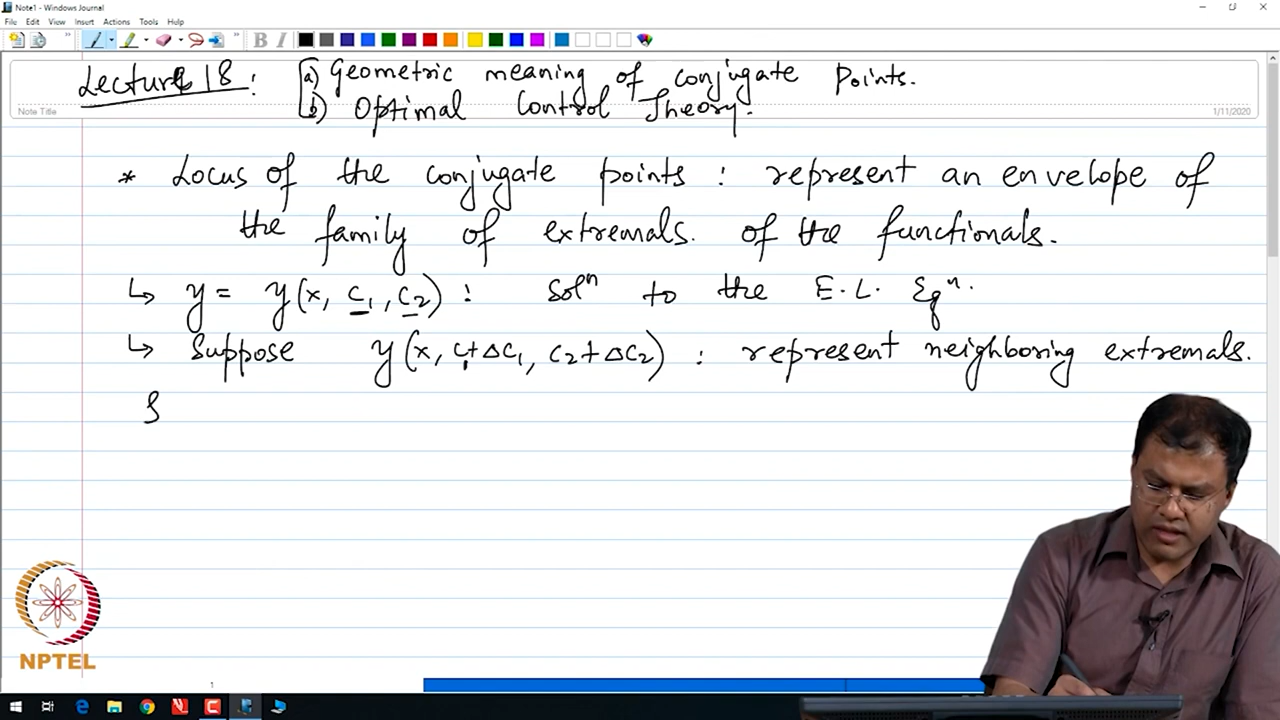 Note1 - Windows Journal
File Edit View Insert Actions Tools Help
Lecture 18 : (a) Geometric meaning of conjugate Points.
(b) Optimal Control Theory.
Note Title
1/11/2020
* Locus of the conjugate points : represent an envelope of
the family of extremals. of the functionals.
↳ y = y(x, c₁, c₂) : Solⁿ to the E.L. Eqⁿ.
↳ Suppose y(x, c₁+Δc₁, c₂+Δc₂) : represent neighboring extremals.
S
NPTEL
1